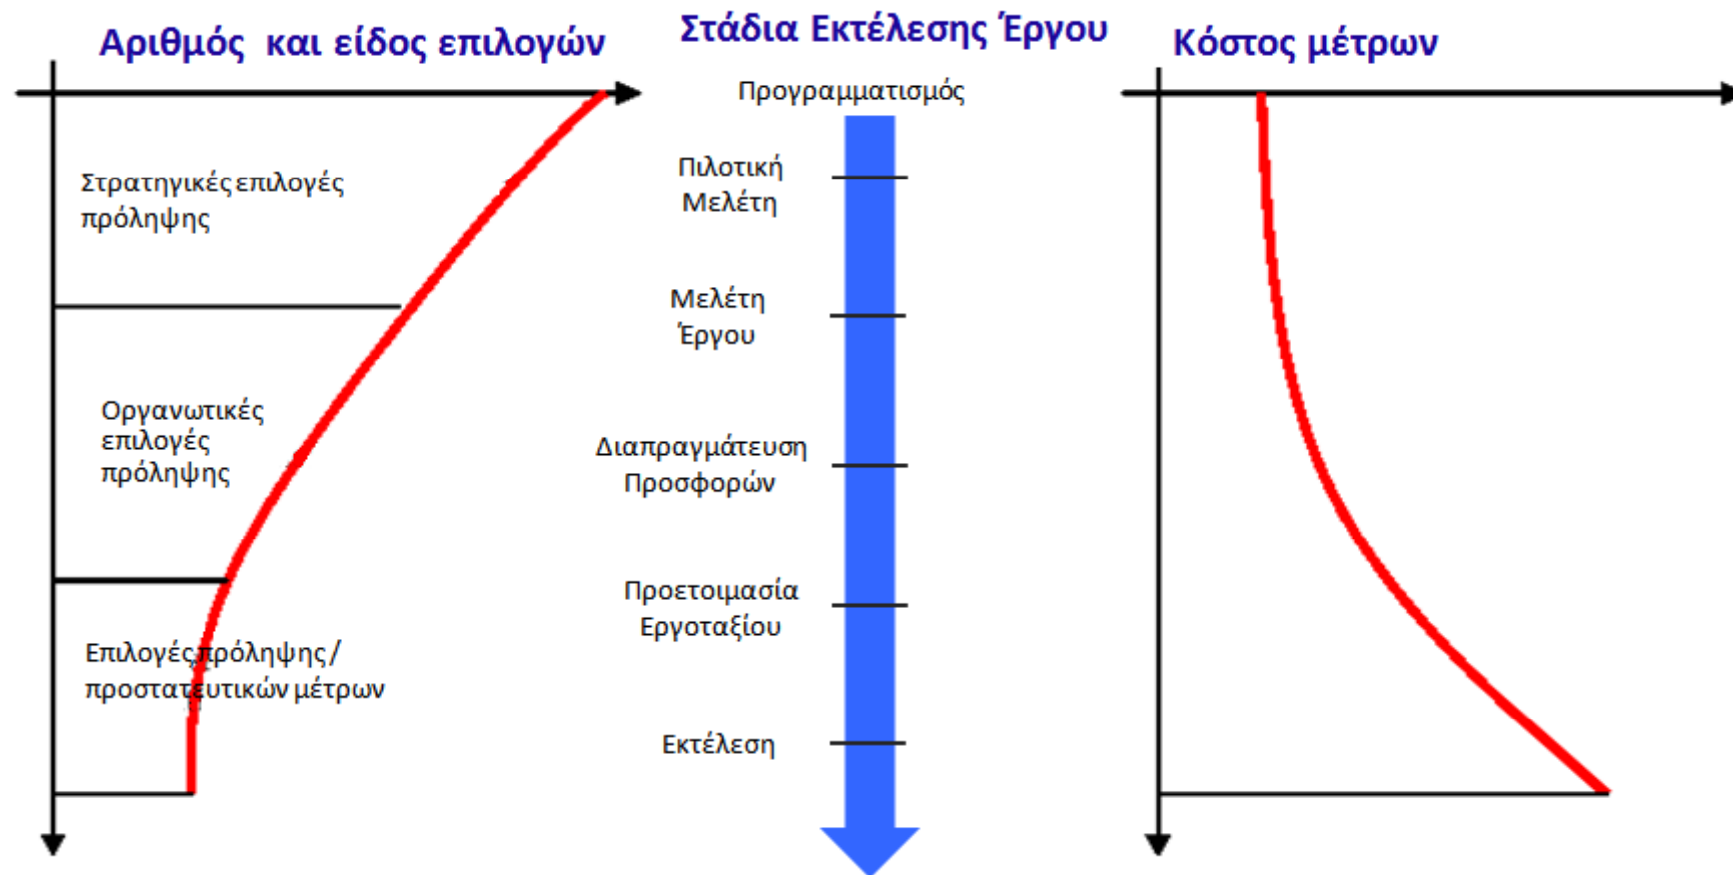 Αριθμός και είδος επιλογών
Στρατηγικές επιλογές
πρόληψης
Οργανωτικές
επιλογές
πρόληψης
Επιλογές πρόληψης /
προστατευτικών μέτρων
Στάδια Εκτέλεσης Έργου
Προγραμματισμός
Πιλοτική
Μελέτη
Μελέτη
Έργου
Διαπραγμάτευση
Προσφορών
Προετοιμασία
Εργοταξίου
Εκτέλεση
Κόστος μέτρων